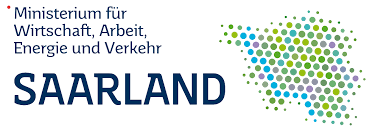 Ministerium für
Wirtschaft, Arbeit,
Energie und Verkehr
SAARLAND